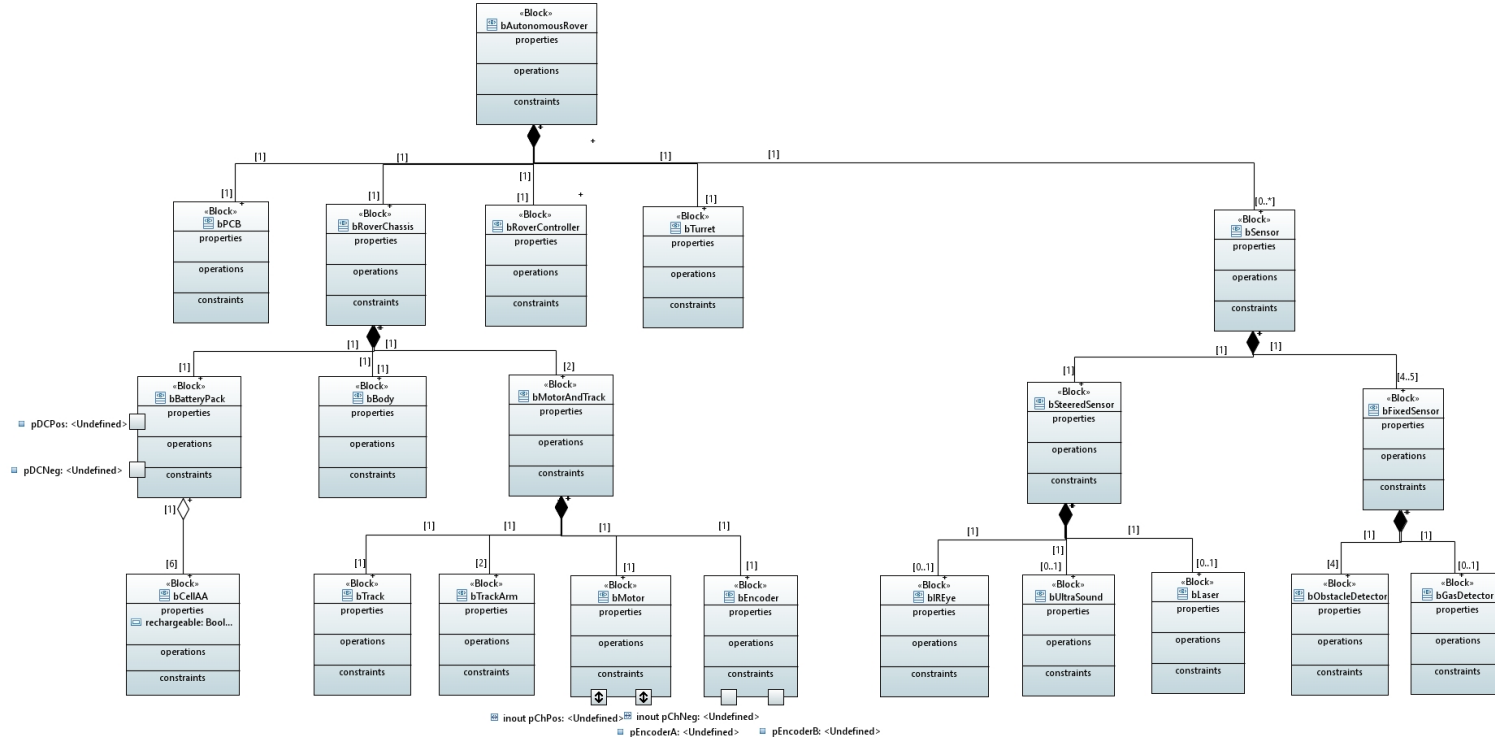 «Block»
bAutonomousRover
properties
operations
constraints
[1]
[1]
[1]
[1]
[1]
[1]
[1]
[1]
[1]
[0..*]
«Block»
bPCB
properties
operations
constraints
«Block»
bRoverChassis
properties
operations
constraints
«Block»
bRoverController
properties
operations
constraints
«Block»
bTurret
properties
operations
constraints
«Block»
bSensor
properties
operations
constraints
[1]
[1]
[1]
[1]
[1]
[2]
[1]
[1]
[1]
[4..5]
«Block»
bBatteryPack
properties
operations
constraints
pDCPos: <Undefined>
pDCNeg: <Undefined>
«Block»
bBody
properties
operations
constraints
«Block»
bMotorAndTrack
properties
operations
constraints
«Block»
bSteeredSensor
properties
operations
constraints
«Block»
bFixedSensor
properties
operations
constraints
[1]
[6]
[1]
[1]
[1]
[1]
[1]
[2]
[1]
[1]
[1]
[1]
[1]
[0..1]
[0..1]
[0..1]
[1]
[1]
[4]
[0..1]
«Block»
bCellAA
properties
rechargeable: Bool...
operations
constraints
«Block»
bTrack
properties
operations
constraints
«Block»
bTrackArm
properties
operations
constraints
«Block»
bMotor
properties
operations
constraints
«Block»
bEncoder
properties
operations
constraints
«Block»
bIREye
properties
operations
constraints
«Block»
bUltraSound
properties
operations
constraints
«Block»
bLaser
properties
operations
constraints
«Block»
bObstacleDetector
properties
operations
constraints
«Block»
bGasDetector
properties
operations
constraints
inout pChPos: <Undefined>
inout pChNeg: <Undefined>
pEncoderA: <Undefined>
pEncoderB: <Undefined>